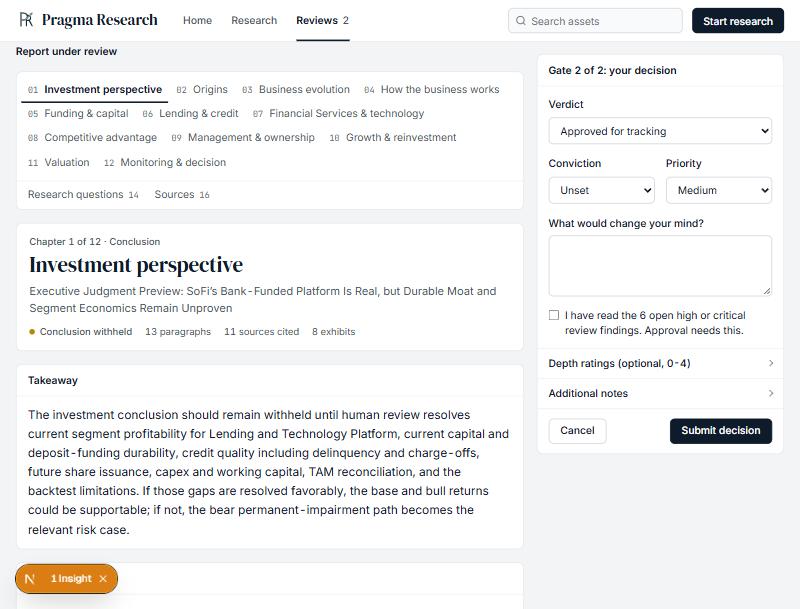 Pragma Research
Home
Research
Reviews 2
Search assets
Start research
Report under review
01 Investment perspective 02 Origins 03 Business evolution 04 How the business works
05 Funding & capital 06 Lending & credit 07 Financial Services & technology
08 Competitive advantage 09 Management & ownership 10 Growth & reinvestment
11 Valuation 12 Monitoring & decision
Research questions 14 Sources 16
Chapter 1 of 12 · Conclusion
Investment perspective
Executive Judgment Preview: SoFi's Bank-Funded Platform Is Real, but Durable Moat and
Segment Economics Remain Unproven
Conclusion withheld 13 paragraphs 11 sources cited 8 exhibits
Takeaway
The investment conclusion should remain withheld until human review resolves
current segment profitability for Lending and Technology Platform, current capital and
deposit-funding durability, credit quality including delinquency and charge-offs,
future share issuance, capex and working capital, TAM reconciliation, and the
backtest limitations. If those gaps are resolved favorably, the base and bull returns
could be supportable; if not, the bear permanent-impairment path becomes the
relevant risk case.
N 1 Insight ×
Gate 2 of 2: your decision
Verdict
Approved for tracking
Conviction Priority
Unset Medium
What would change your mind?
I have read the 6 open high or critical
review findings. Approval needs this.
Depth ratings (optional, 0-4)
Additional notes
Cancel Submit decision